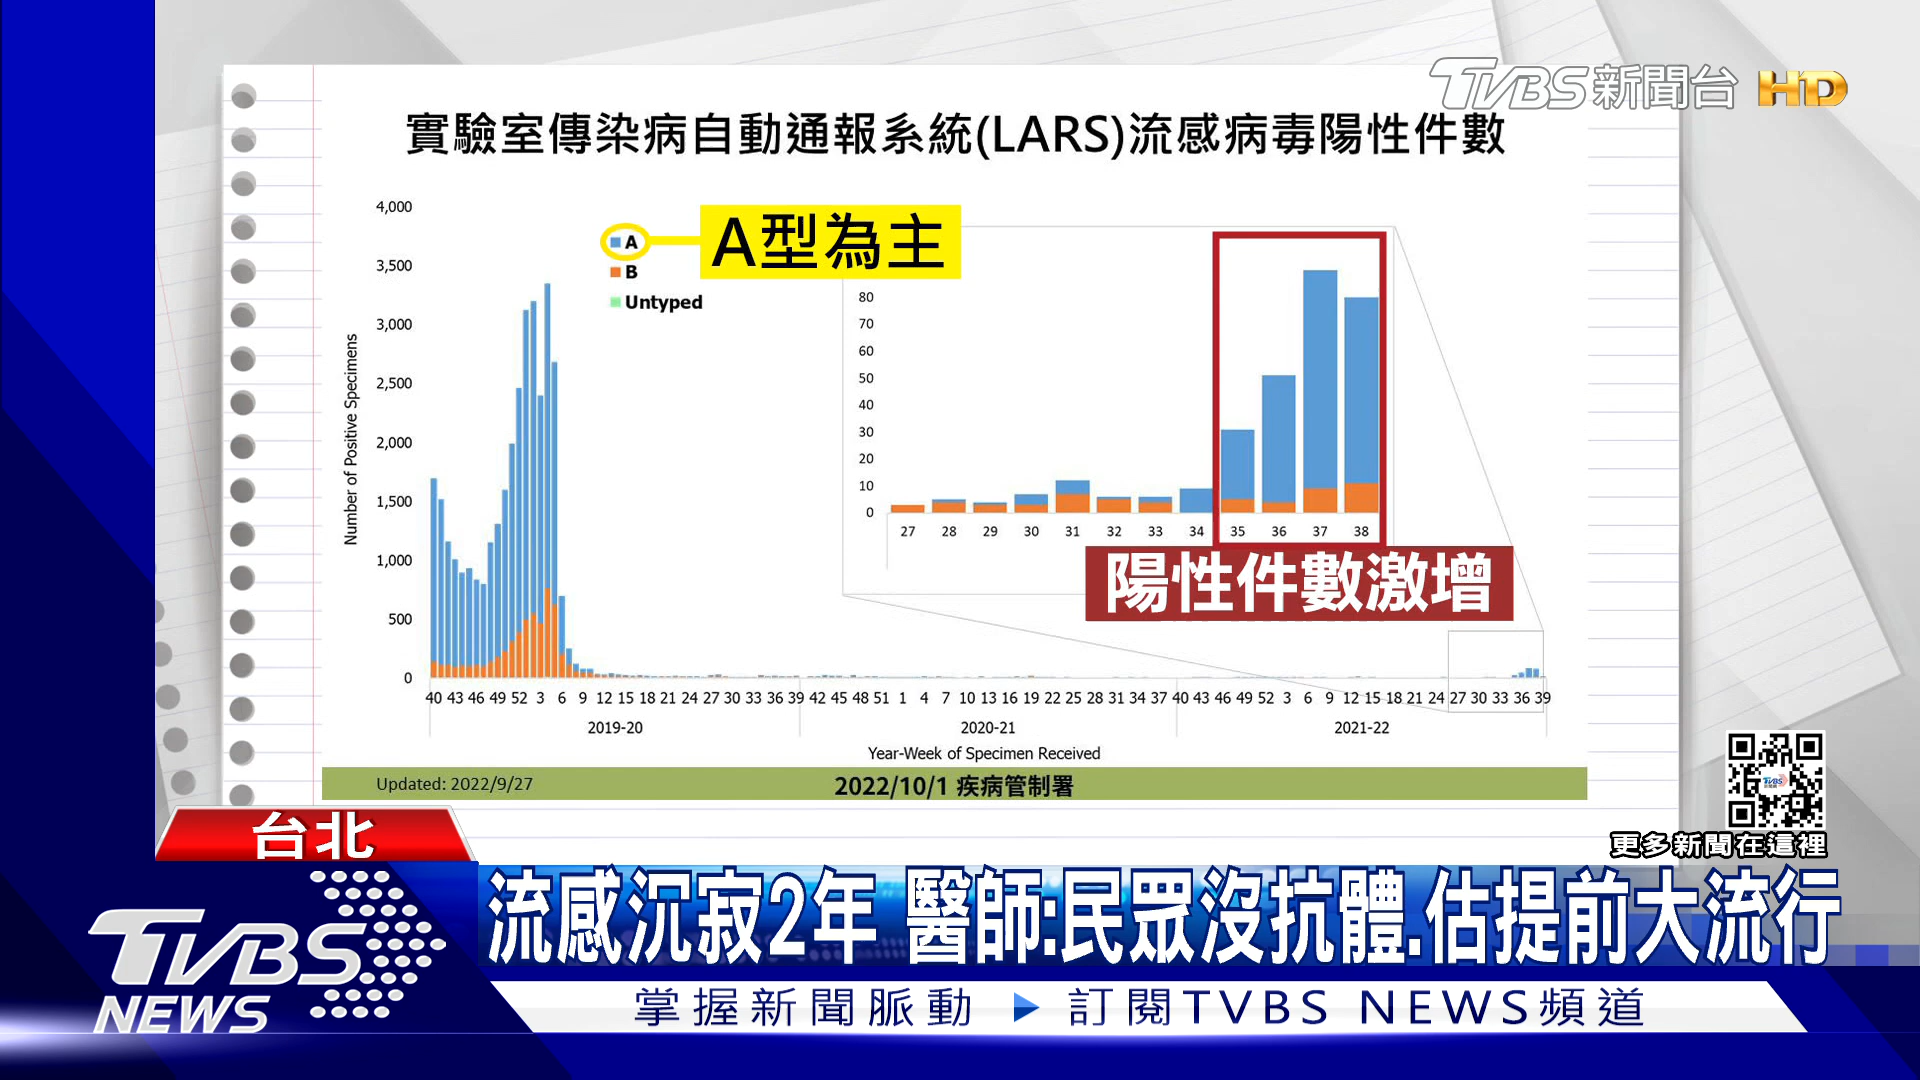 TVBS新聞台 HD
實驗室傳染病自動通報系統(LARS)流感病毒陽性件數
4,000
3,500
3,000
2,500
2,000
1,500
1,000
500
0
Number of Positive Specimens
A
B
Untyped
A型為主
80
70
60
50
40
30
20
10
0
27 28 29 30 31 32 33 34 35 36 37 38
陽性件數激增
40 43 46 49 52 3 6 9 12 15 18 21 24 27 30 33 36 39 42 45 48 51 1 4 7 10 13 16 19 22 25 28 31 34 37 40 43 46 49 52 3 6 9 12 15 18 21 24 27 30 33 36 39
2019-20 2020-21 2021-22
Year-Week of Specimen Received
Updated: 2022/9/27
2022/10/1 疾病管制署
TVBS
更多新聞在這裡
台北
流感沉寂2年 醫師:民眾沒抗體.估提前大流行
TVBS
NEWS
掌握新聞脈動 ▶ 訂閱TVBS NEWS頻道